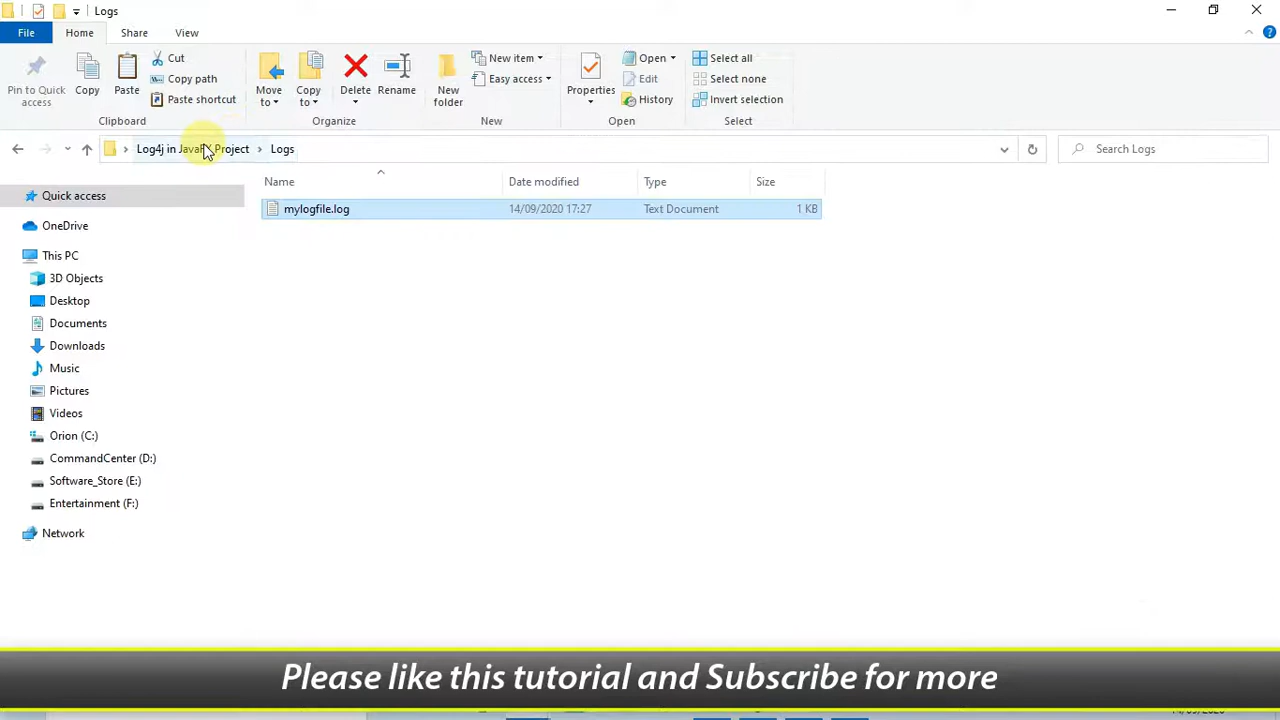 Logs
File Home Share View
Pin to Quick access
Copy
Paste
Cut
Copy path
Paste shortcut
Clipboard
Move to
Copy to
Delete
Rename
Organize
New folder
New item
Easy access
New
Properties
Open
Edit
History
Open
Select all
Select none
Invert selection
Select
Log4j in Project > Logs
Search Logs
Name Date modified Type Size
mylogfile.log 14/09/2020 17:27 Text Document 1 KB
Quick access
OneDrive
This PC
3D Objects
Desktop
Documents
Downloads
Music
Pictures
Videos
Orion (C:)
CommandCenter (D:)
Software_Store (E:)
Entertainment (F:)
Network
Please like this tutorial and Subscribe for more